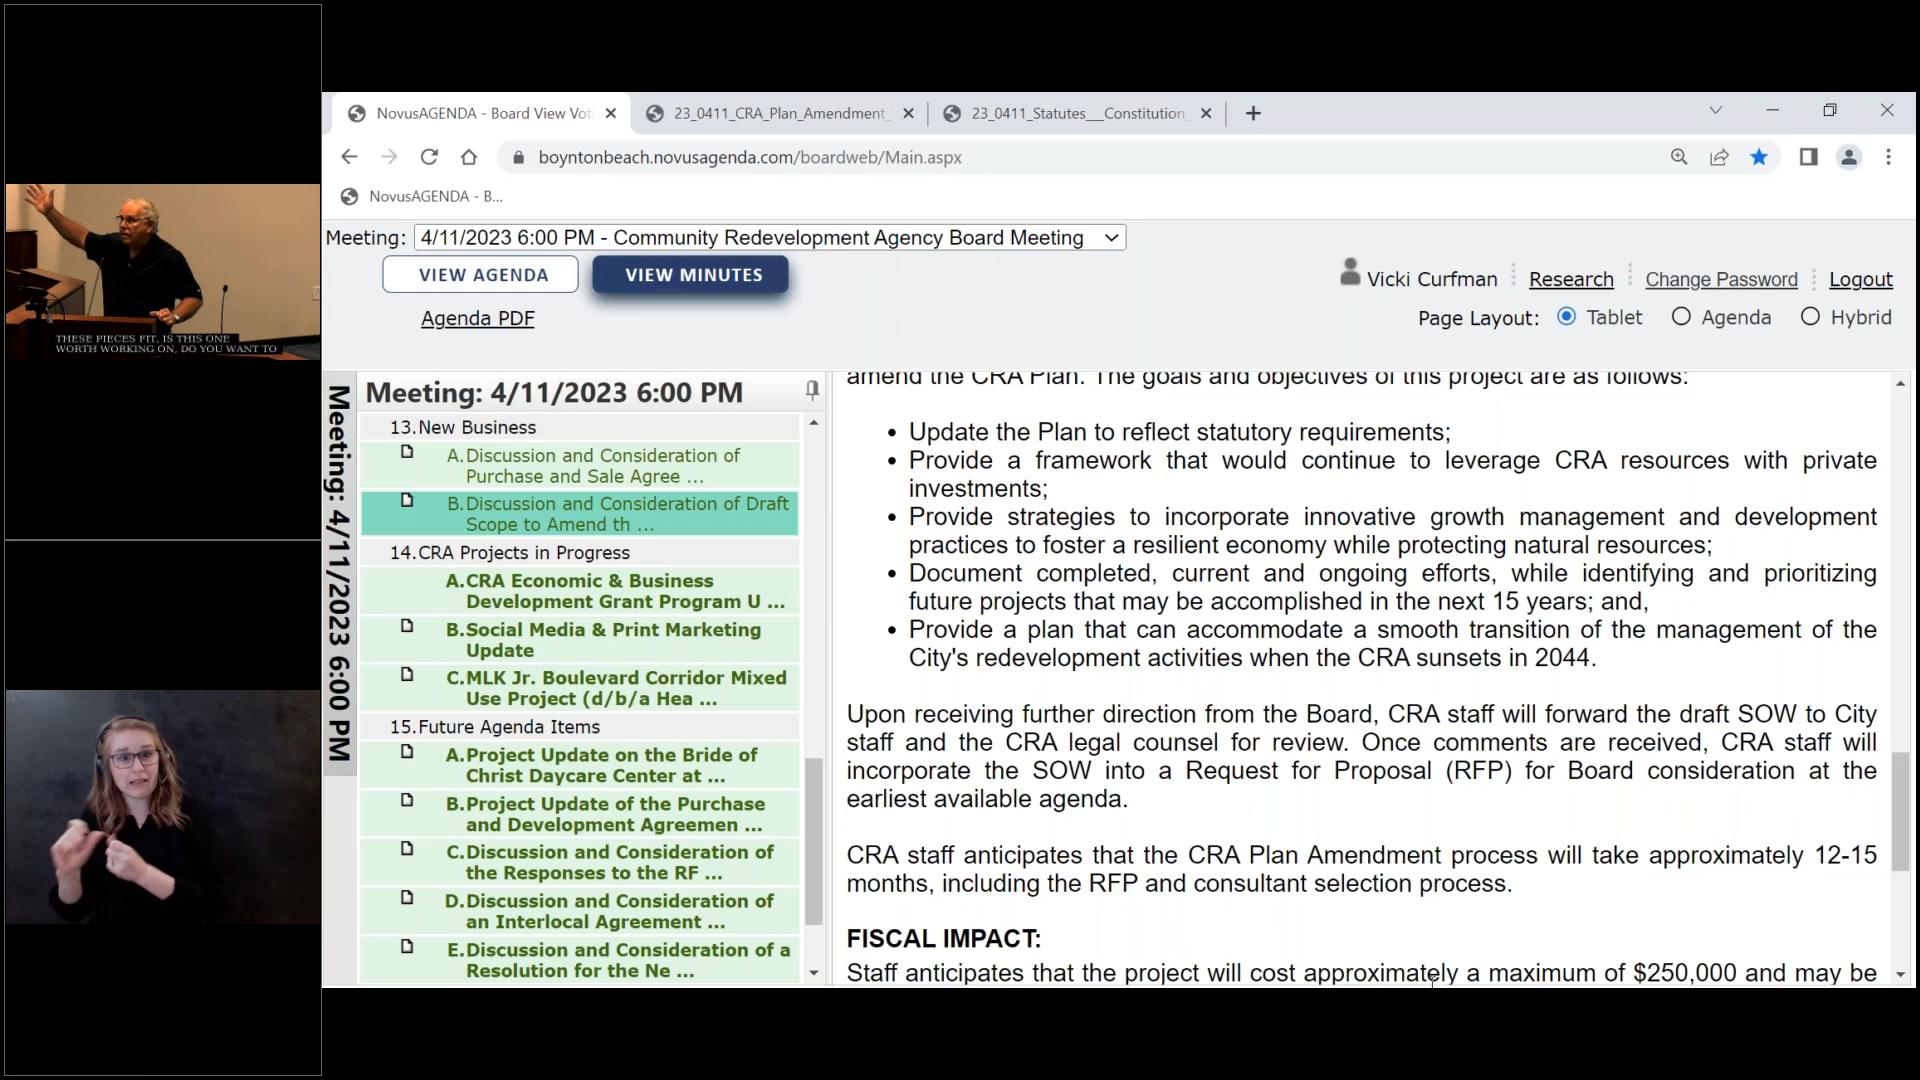 NovusAGENDA - Board View Voti
23_0411_CRA_Plan_Amendment_
23_0411_Statutes___Constitution_
boyntonbeach.novusagenda.com/boardweb/Main.aspx
NovusAGENDA - B...
Meeting: 4/11/2023 6:00 PM - Community Redevelopment Agency Board Meeting
VIEW AGENDA
VIEW MINUTES
Agenda PDF
Vicki Curfman
Research
Change Password
Logout
Page Layout:
Tablet
Agenda
Hybrid
THESE PIECES FIT, IS THIS ONE
WORTH WORKING ON, DO YOU WANT TO
Meeting: 4/11/2023 6:00 PM
Meeting: 4/11/2023 6:00 PM
13.New Business
A.Discussion and Consideration of
Purchase and Sale Agree ...
B.Discussion and Consideration of Draft
Scope to Amend th ...
14.CRA Projects in Progress
A.CRA Economic & Business
Development Grant Program U ...
B.Social Media & Print Marketing
Update
C.MLK Jr. Boulevard Corridor Mixed
Use Project (d/b/a Hea ...
15.Future Agenda Items
A.Project Update on the Bride of
Christ Daycare Center at ...
B.Project Update of the Purchase
and Development Agreemen ...
C.Discussion and Consideration of
the Responses to the RF ...
D.Discussion and Consideration of
an Interlocal Agreement ...
E.Discussion and Consideration of a
Resolution for the Ne ...
amend the CRA Plan. The goals and objectives of this project are as follows:
• Update the Plan to reflect statutory requirements;
• Provide a framework that would continue to leverage CRA resources with private
investments;
• Provide strategies to incorporate innovative growth management and development
practices to foster a resilient economy while protecting natural resources;
• Document completed, current and ongoing efforts, while identifying and prioritizing
future projects that may be accomplished in the next 15 years; and,
• Provide a plan that can accommodate a smooth transition of the management of the
City's redevelopment activities when the CRA sunsets in 2044.
Upon receiving further direction from the Board, CRA staff will forward the draft SOW to City
staff and the CRA legal counsel for review. Once comments are received, CRA staff will
incorporate the SOW into a Request for Proposal (RFP) for Board consideration at the
earliest available agenda.
CRA staff anticipates that the CRA Plan Amendment process will take approximately 12-15
months, including the RFP and consultant selection process.
FISCAL IMPACT:
Staff anticipates that the project will cost approximately a maximum of $250,000 and may be